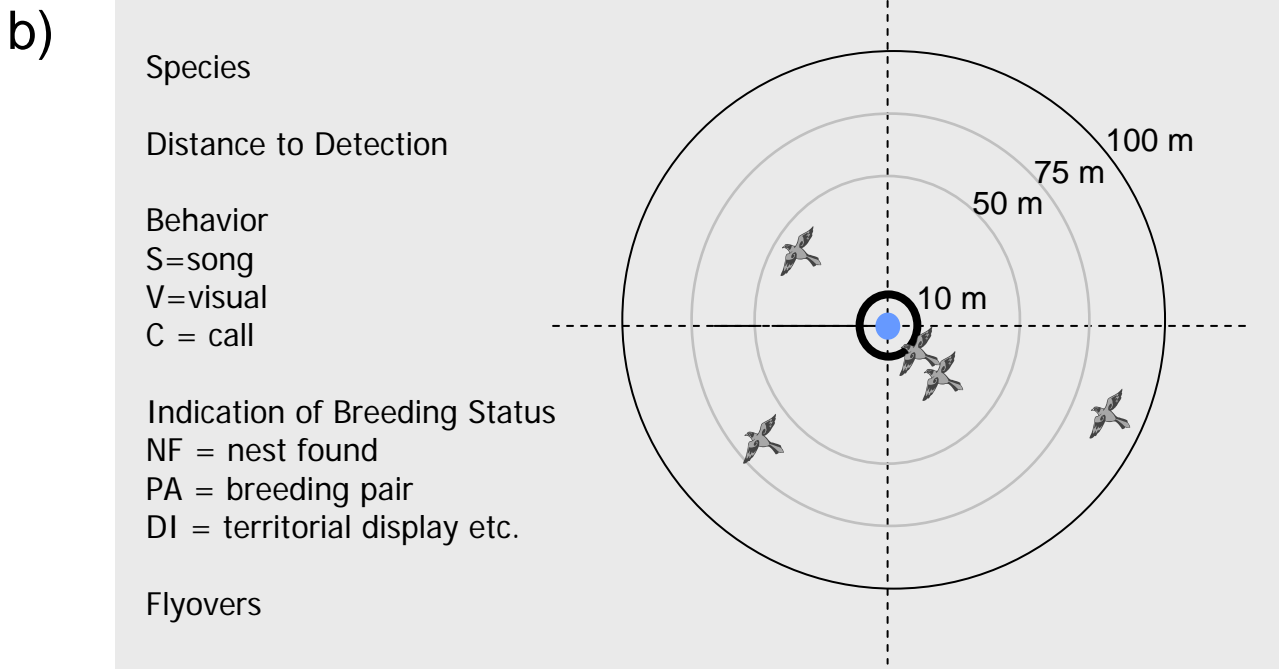 b)
Species
Distance to Detection
Behavior
S=song
V=visual
C = call
Indication of Breeding Status
NF = nest found
PA = breeding pair
DI = territorial display etc.
Flyovers
100 m
75 m
50 m
10 m